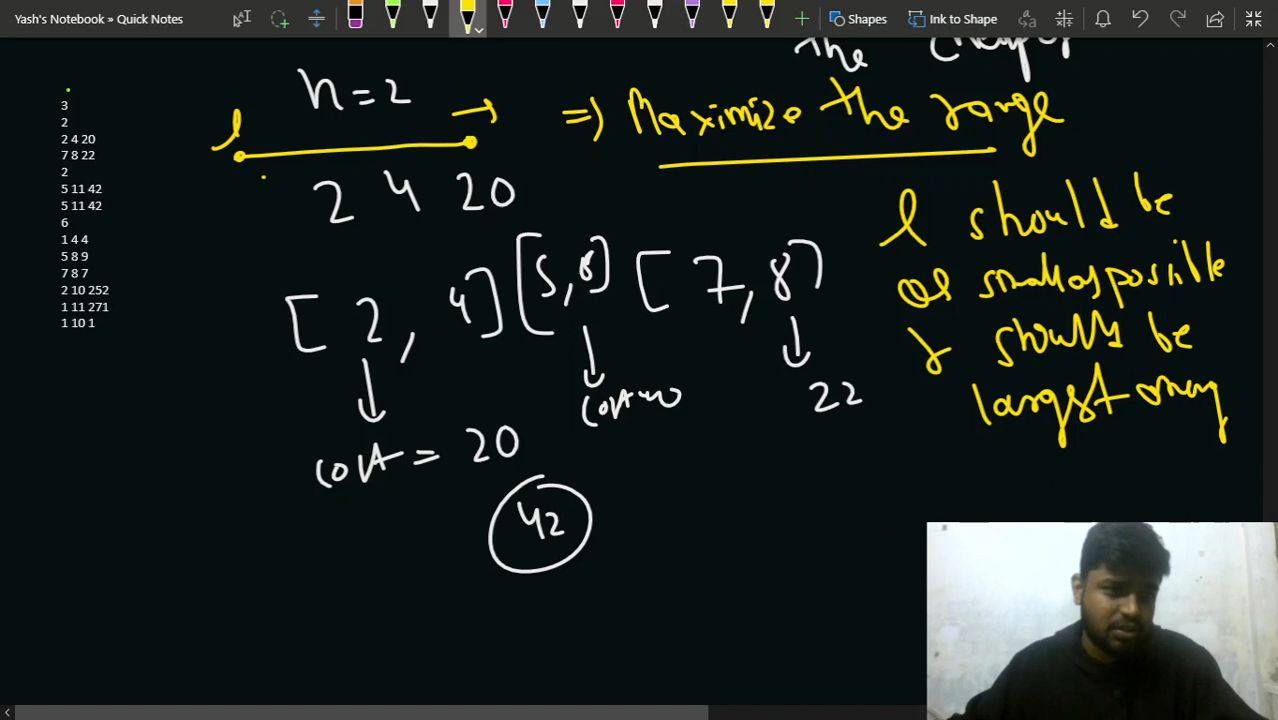 Yash's Notebook » Quick Notes
Shapes
Ink to Shape
the
3
2
2 4 20
7 8 22
2
5 11 42
5 11 42
6
1 4 4
5 8 9
7 8 7
2 10 252
1 11 271
1 10 1
n=2
l
=) Maximize the range
2 4 20
l should be
as small as possible
r should be
largest
[ 2, 4] [5,6] [ 7, 8]
cost = 20
22
42